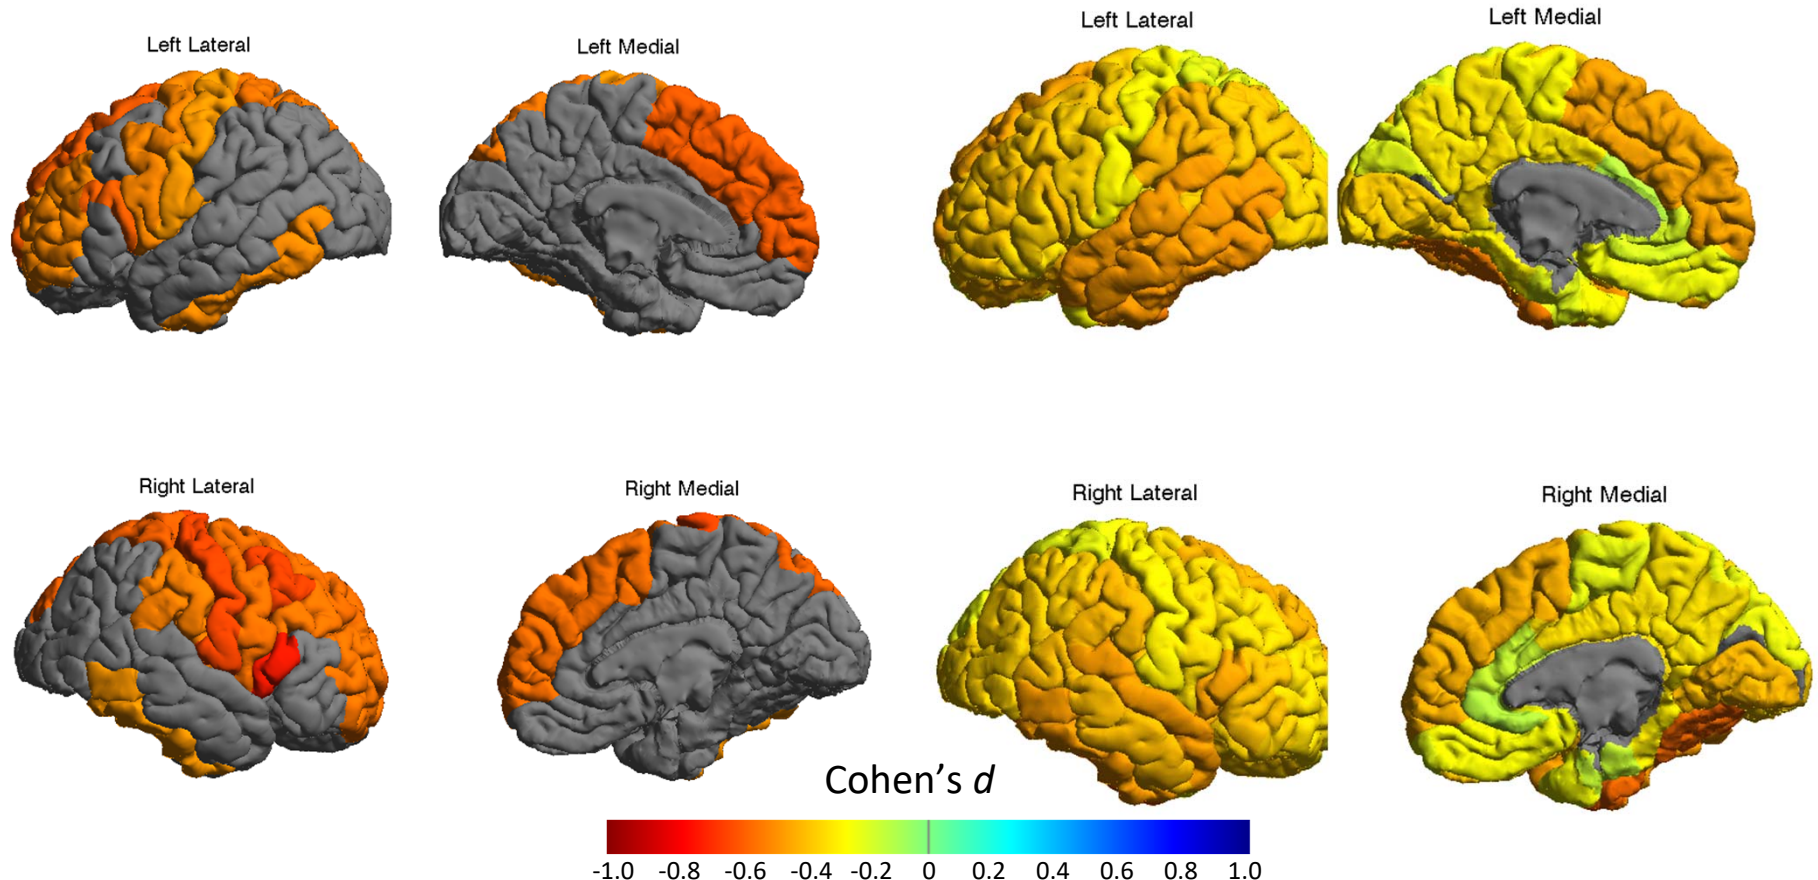 Left Lateral
Left Medial
Left Lateral
Left Medial
Right Lateral
Right Medial
Right Lateral
Right Medial
Cohen's d
-1.0 -0.8 -0.6 -0.4 -0.2 0 0.2 0.4 0.6 0.8 1.0